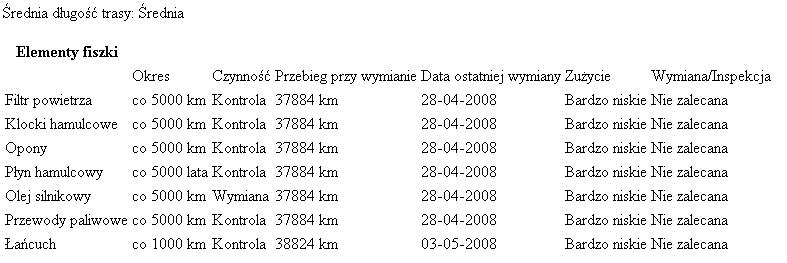 Średnia długość trasy: Średnia
Elementy fiszki
Okres Czynność Przebieg przy wymianie Data ostatniej wymiany Zużycie Wymiana/Inspekcja
Filtr powietrza co 5000 km Kontrola 37884 km 28-04-2008 Bardzo niskie Nie zalecana
Klocki hamulcowe co 5000 km Kontrola 37884 km 28-04-2008 Bardzo niskie Nie zalecana
Opony co 5000 km Kontrola 37884 km 28-04-2008 Bardzo niskie Nie zalecana
Płyn hamulcowy co 5000 lata Kontrola 37884 km 28-04-2008 Bardzo niskie Nie zalecana
Olej silnikowy co 5000 km Wymiana 37884 km 28-04-2008 Bardzo niskie Nie zalecana
Przewody paliwowe co 5000 km Kontrola 37884 km 28-04-2008 Bardzo niskie Nie zalecana
Łańcuch co 1000 km Kontrola 38824 km 03-05-2008 Bardzo niskie Nie zalecana